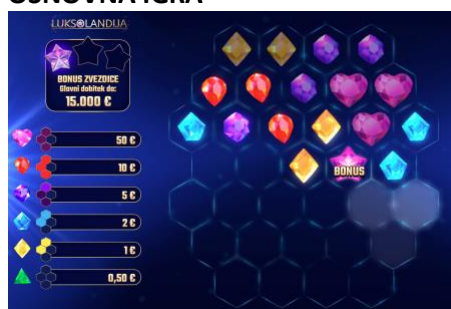 OSNOVNA IGRA
LUKSOLANDIJA
BONUS ZVEZDICE
Glavni dobitek do:
15.000 €
50 €
10 €
5 €
2 €
1 €
0,50 €
BONUS